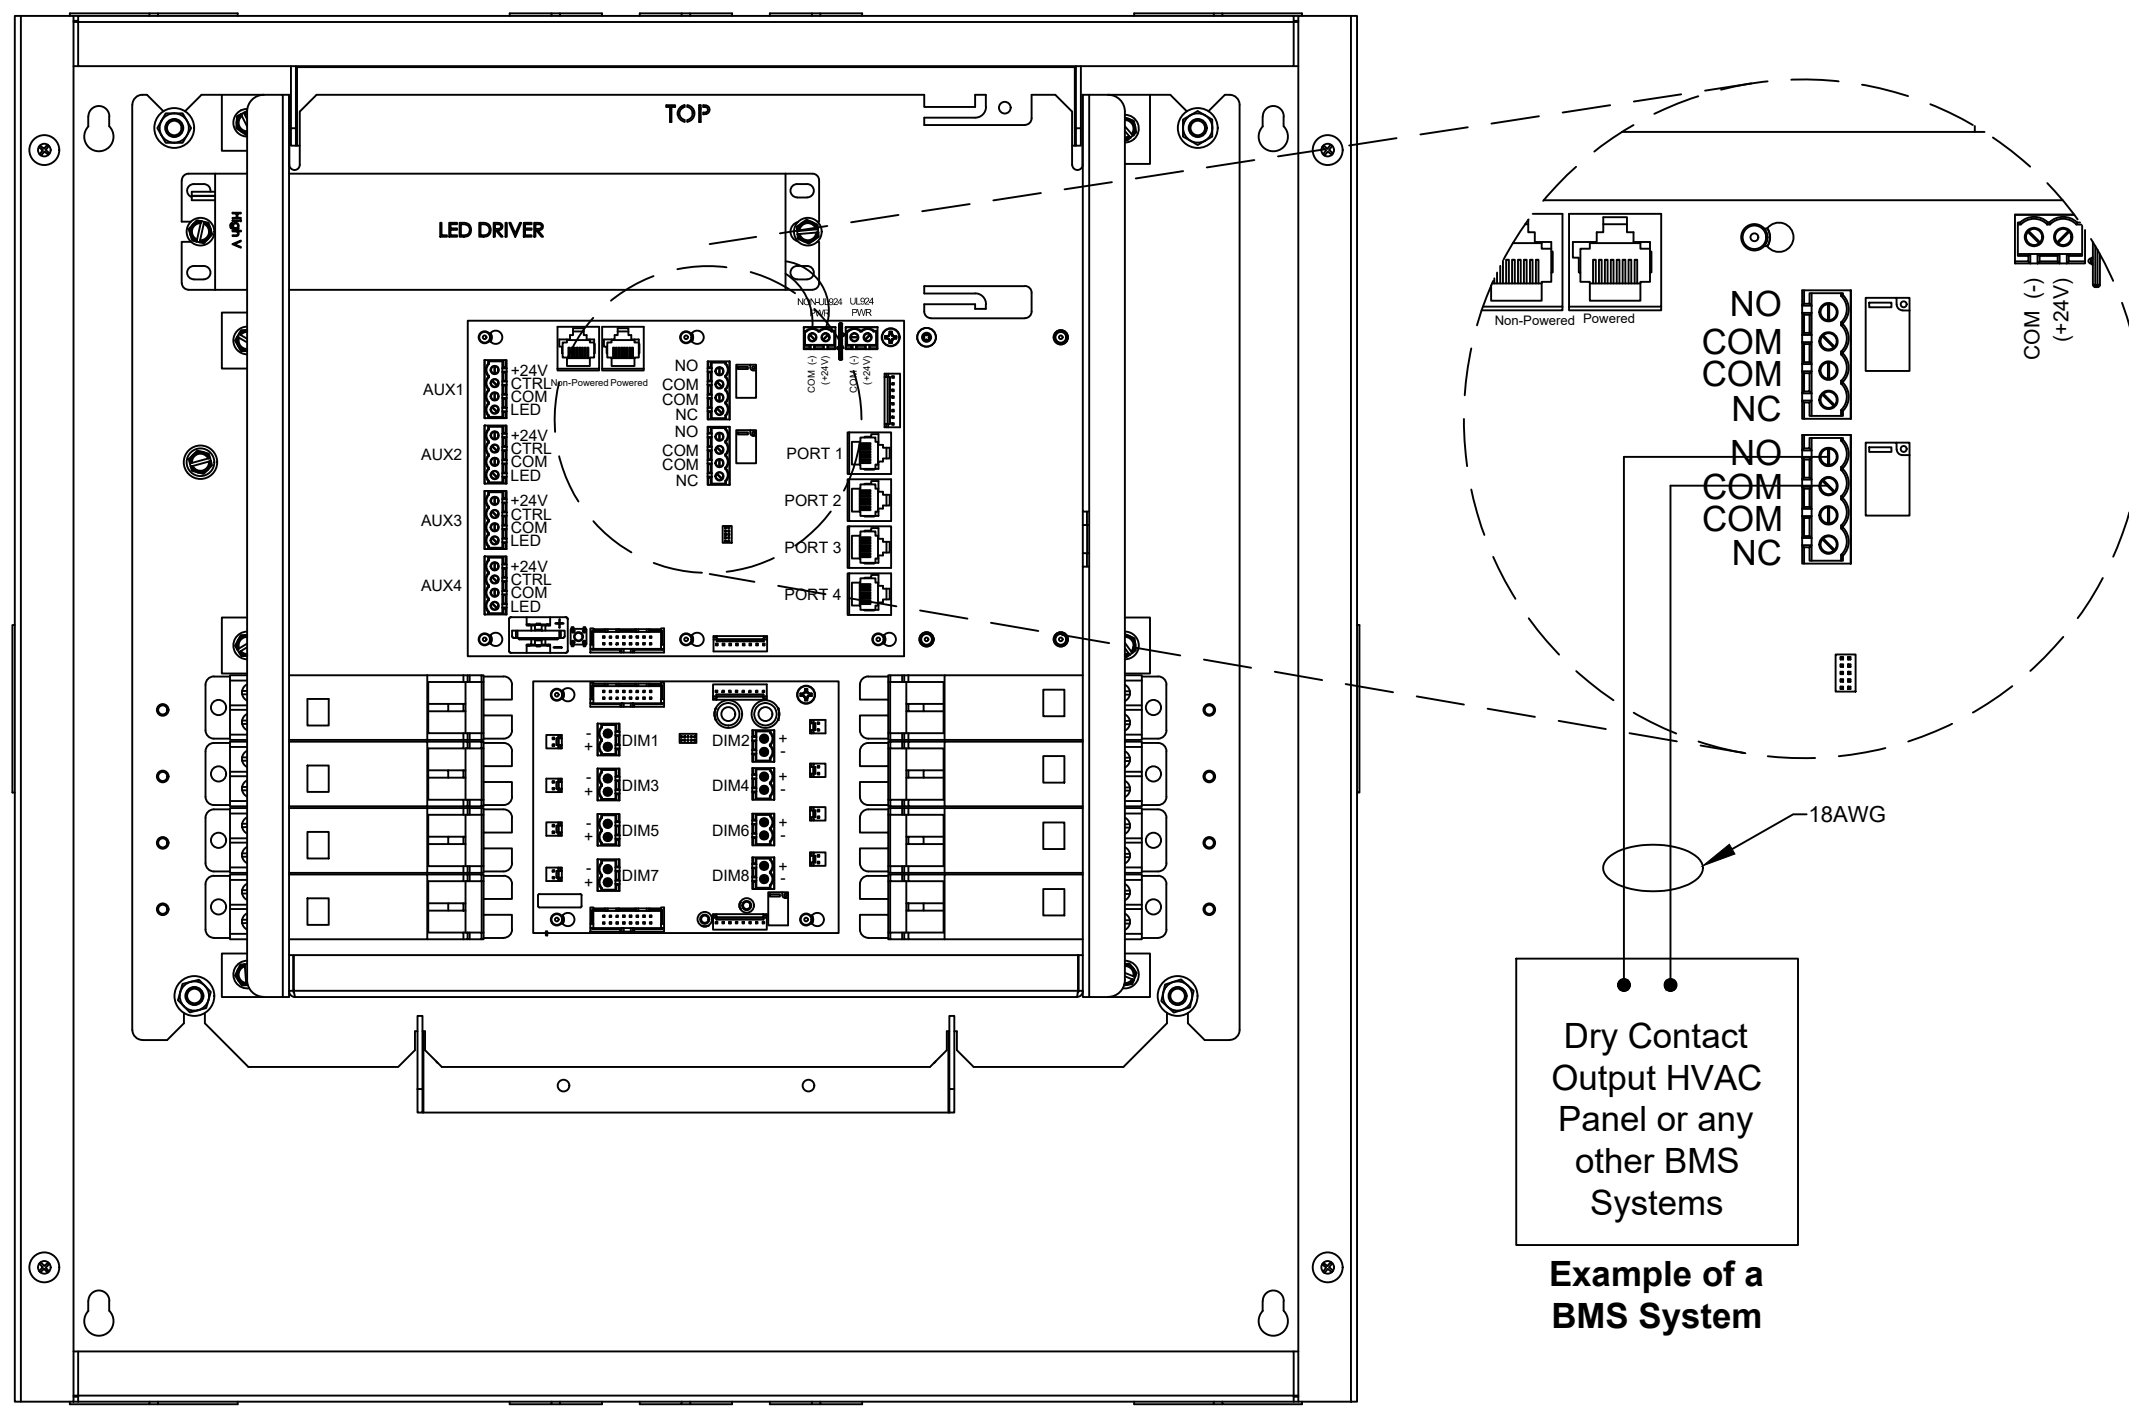 TOP
High V
LED DRIVER
NON-UL924 UL924
PWR PWR
COM (-)
(+24V)
COM (-)
(+24V)
Non-Powered Powered
AUX1
+24V
CTRL
COM
LED
AUX2
+24V
CTRL
COM
LED
AUX3
+24V
CTRL
COM
LED
AUX4
+24V
CTRL
COM
LED
+
-
NO
COM
COM
NC
NO
COM
COM
NC
PORT 1
PORT 2
PORT 3
PORT 4
- + DIM1 DIM2 + -
- + DIM3 DIM4 + -
- + DIM5 DIM6 + -
- + DIM7 DIM8 + -
Non-Powered Powered
COM (-)
(+24V)
NO
COM
COM
NC
NO
COM
COM
NC
18AWG
Dry Contact
Output HVAC
Panel or any
other BMS
Systems
Example of a
BMS System